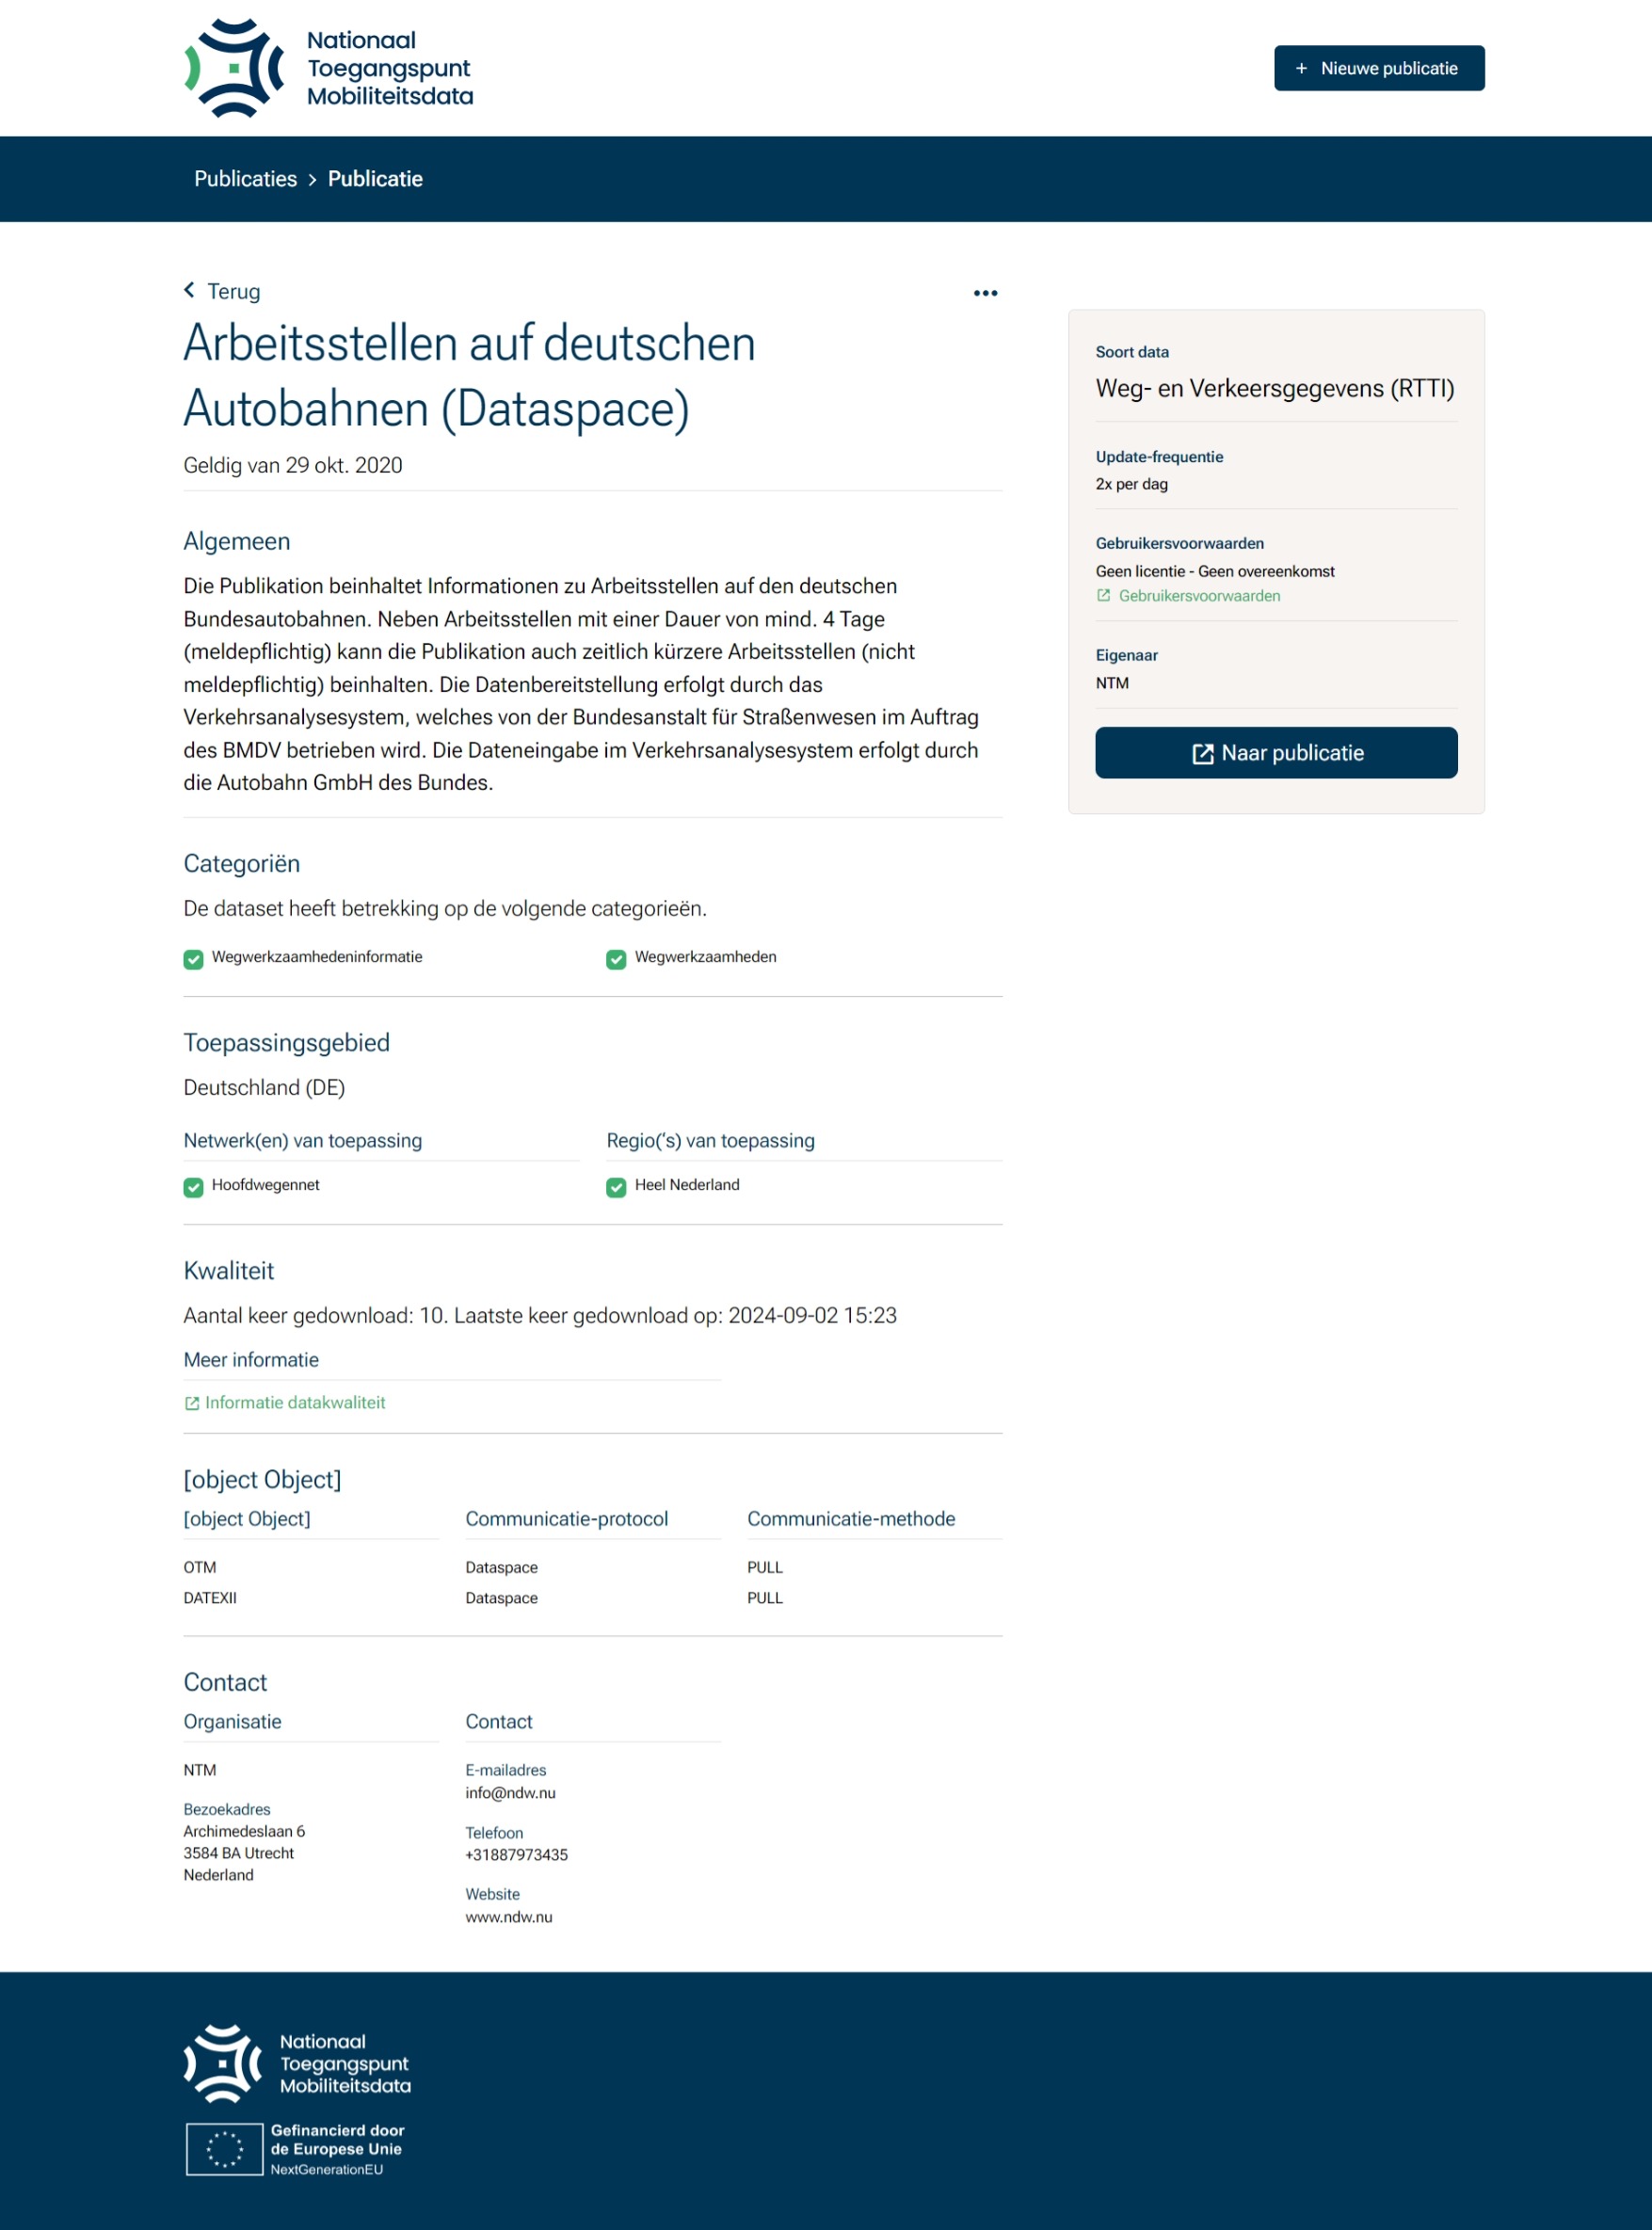 Nationaal
Toegangspunt
Mobiliteitsdata
+ Nieuwe publicatie
Publicaties > Publicatie
Terug
Arbeitsstellen auf deutschen
Autobahnen (Dataspace)
Geldig van 29 okt. 2020
Algemeen
Die Publikation beinhaltet Informationen zu Arbeitsstellen auf den deutschen
Bundesautobahnen. Neben Arbeitsstellen mit einer Dauer von mind. 4 Tage
(meldepflichtig) kann die Publikation auch zeitlich kürzere Arbeitsstellen (nicht
meldepflichtig) beinhalten. Die Datenbereitstellung erfolgt durch das
Verkehrsanalysesystem, welches von der Bundesanstalt für Straßenwesen im Auftrag
des BMDV betrieben wird. Die Dateneingabe im Verkehrsanalysesystem erfolgt durch
die Autobahn GmbH des Bundes.
Soort data
Weg- en Verkeersgegevens (RTTI)
Update-frequentie
2x per dag
Gebruikersvoorwaarden
Geen licentie - Geen overeenkomst
Gebruikersvoorwaarden
Eigenaar
NTM
Naar publicatie
Categoriën
De dataset heeft betrekking op de volgende categorieën.
Wegwerkzaamhedeninformatie
Wegwerkzaamheden
Toepassingsgebied
Deutschland (DE)
Netwerk(en) van toepassing
Regio('s) van toepassing
Hoofdwegennet
Heel Nederland
Kwaliteit
Aantal keer gedownload: 10. Laatste keer gedownload op: 2024-09-02 15:23
Meer informatie
Informatie datakwaliteit
[object Object]
[object Object] Communicatie-protocol Communicatie-methode
OTM Dataspace PULL
DATEXII Dataspace PULL
Contact
Organisatie
NTM
Bezoekadres
Archimedeslaan 6
3584 BA Utrecht
Nederland
Contact
E-mailadres
info@ndw.nu
Telefoon
+31887973435
Website
www.ndw.nu
Nationaal
Toegangspunt
Mobiliteitsdata
Gefinancierd door
de Europese Unie
NextGenerationEU